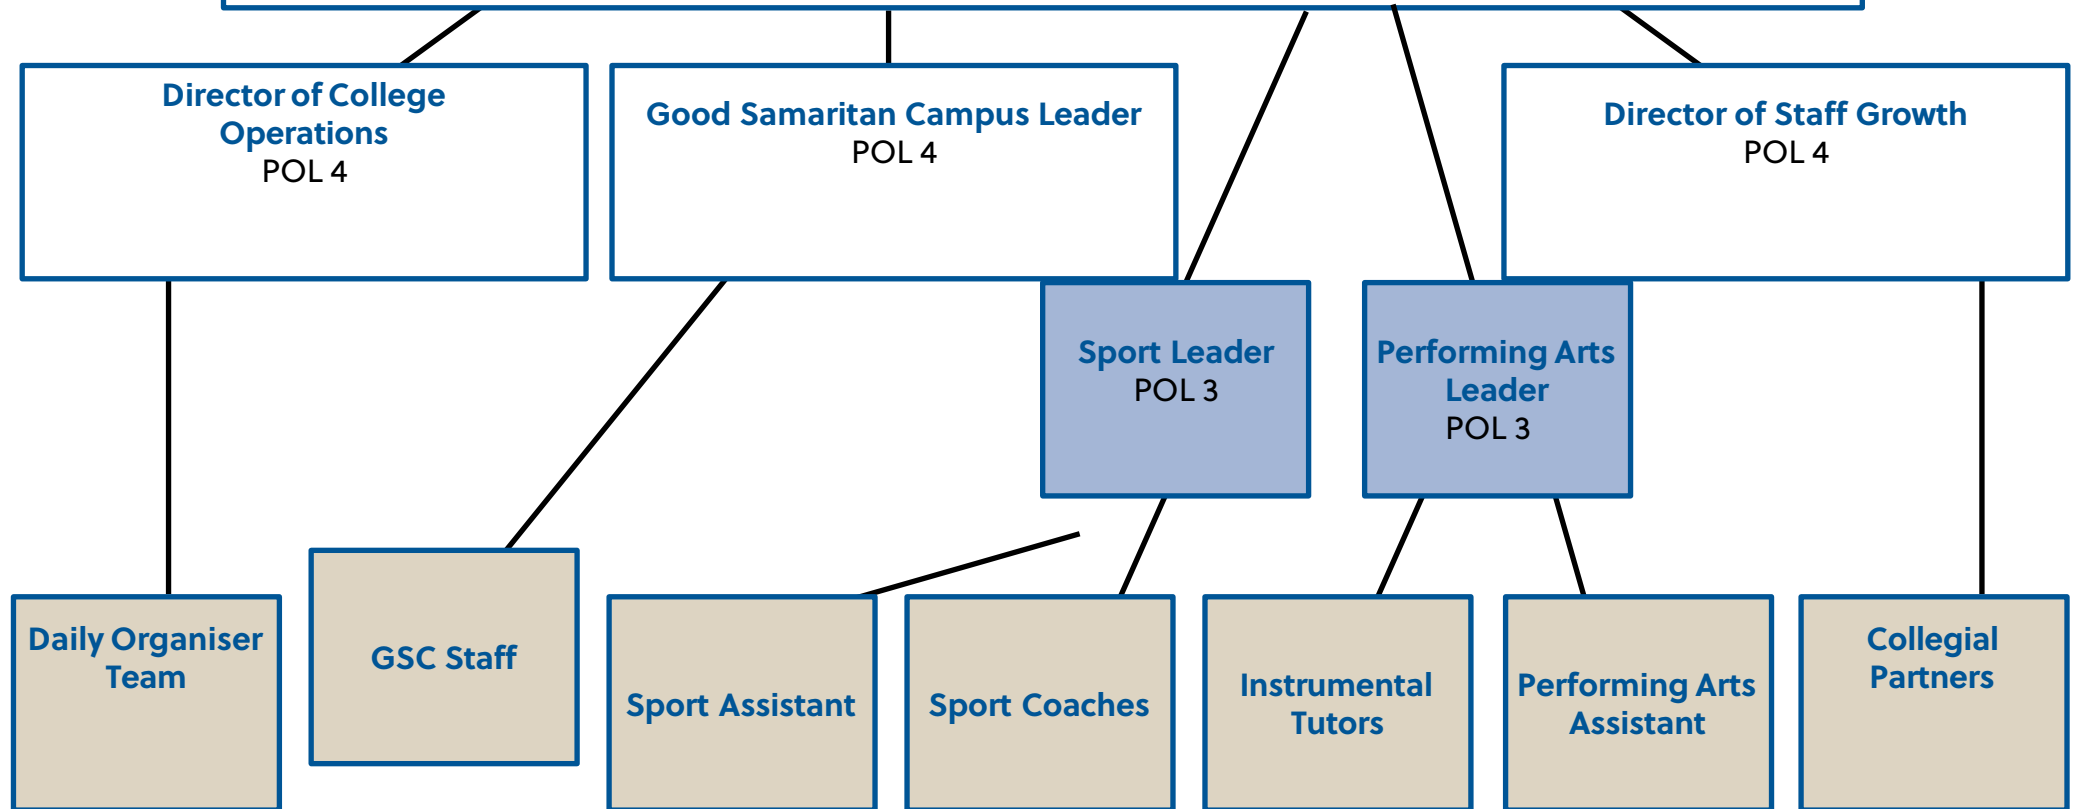 Director of College
Operations
POL 4
Good Samaritan Campus Leader
POL 4
Director of Staff Growth
POL 4
Sport Leader
POL 3
Performing Arts
Leader
POL 3
Daily Organiser
Team
GSC Staff
Sport Assistant
Sport Coaches
Instrumental
Tutors
Performing Arts
Assistant
Collegial
Partners